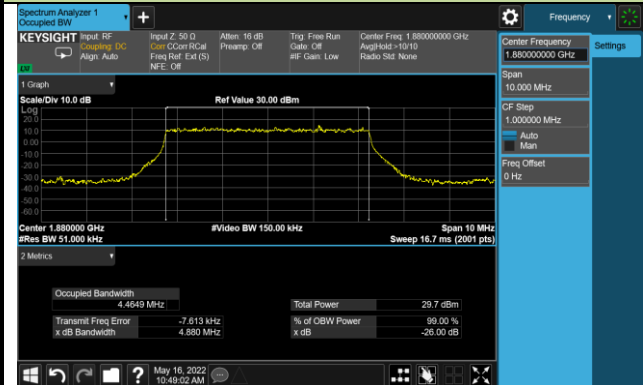 Spectrum Analyzer 1
Occupied BW
+
Frequency
KEYSIGHT
Input: RF
Coupling: DC
Align: Auto
Input Z: 50 Ω
Corr CCorr RCal
Freq Ref: Ext (S)
NFE: Off
Atten: 16 dB
Preamp: Off
Trig: Free Run
Gate: Off
#IF Gain: Low
Center Freq: 1.880000000 GHz
Avg|Hold:>10/10
Radio Std: None
Center Frequency
1.880000000 GHz
Settings
Span
10.000 MHz
CF Step
1.000000 MHz
Auto
Man
Freq Offset
0 Hz
1 Graph
Scale/Div 10.0 dB
Ref Value 30.00 dBm
Log
20.0
10.0
0.00
-10.0
-20.0
-30.0
-40.0
-50.0
-60.0
Center 1.880000 GHz
#Video BW 150.00 kHz
Span 10 MHz
#Res BW 51.000 kHz
Sweep 16.7 ms (2001 pts)
2 Metrics
Occupied Bandwidth
4.4649 MHz
Total Power 29.7 dBm
Transmit Freq Error -7.613 kHz
% of OBW Power 99.00 %
x dB Bandwidth 4.880 MHz
x dB -26.00 dB
?
May 16, 2022
10:49:02 AM